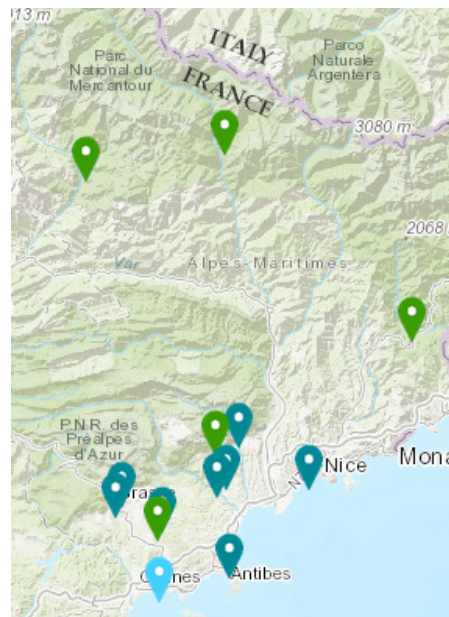 013 m
ITALY
Parc
National du
Mercantour
Parco
Naturale
Argentera
FRANCE
3080 m
2068
Var
Alpes-Maritimes
P.N.R. des
Préalpes
d'Azur
Nice
Mona
Antibes